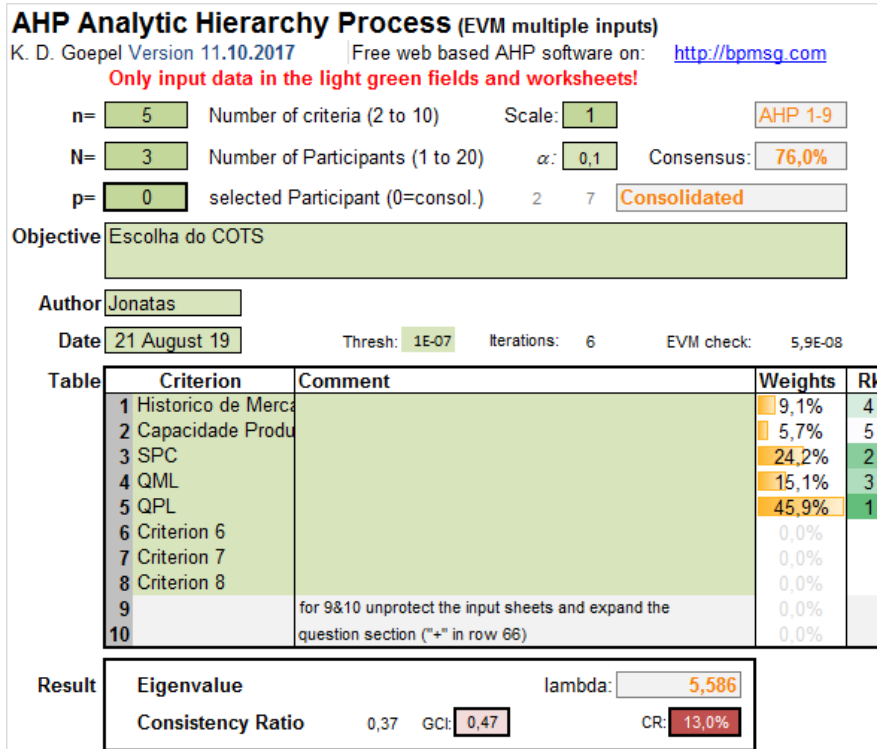 AHP Analytic Hierarchy Process (EVM multiple inputs)
K. D. Goepel Version 11.10.2017 Free web based AHP software on: http://bpmsg.com
Only input data in the light green fields and worksheets!
n= 5 Number of criteria (2 to 10) Scale: 1 AHP 1-9
N= 3 Number of Participants (1 to 20) α: 0,1 Consensus: 76,0%
p= 0 selected Participant (0=consol.) 2 7 Consolidated
Objective Escolha do COTS
Author Jonatas
Date 21 August 19 Thresh: 1E-07 Iterations: 6 EVM check: 5,9E-08
Table Criterion Comment Weights Rk
1 Historico de Merca 9,1% 4
2 Capacidade Produ 5,7% 5
3 SPC 24,2% 2
4 QML 15,1% 3
5 QPL 45,9% 1
6 Criterion 6 0,0%
7 Criterion 7 0,0%
8 Criterion 8 0,0%
9 for 9&10 unprotect the input sheets and expand the 0,0%
10 question section ("+" in row 66) 0,0%
Result Eigenvalue lambda: 5,586
Consistency Ratio 0,37 GCI: 0,47 CR: 13,0%